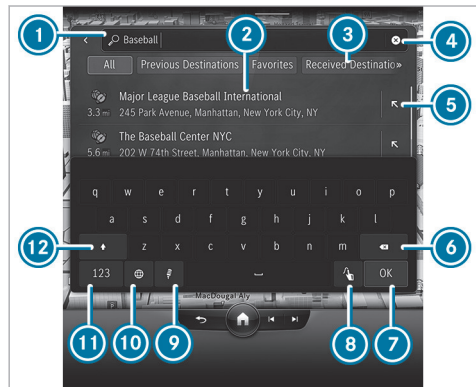 1
2
3
4
Baseball
All Previous Destinations Favorites Received Destinatio»
Major League Baseball International
5
3.3 m 245 Park Avenue, Manhattan, New York City, NY
The Baseball Center NYC
5.6 m 202 W 74th Street, Manhattan, New York City, NY
q w e r t y u i o p
a s d f g h j k l
12
z x c v b n m
6
123
OK
MacDougal Aly
11
10
9
8
7